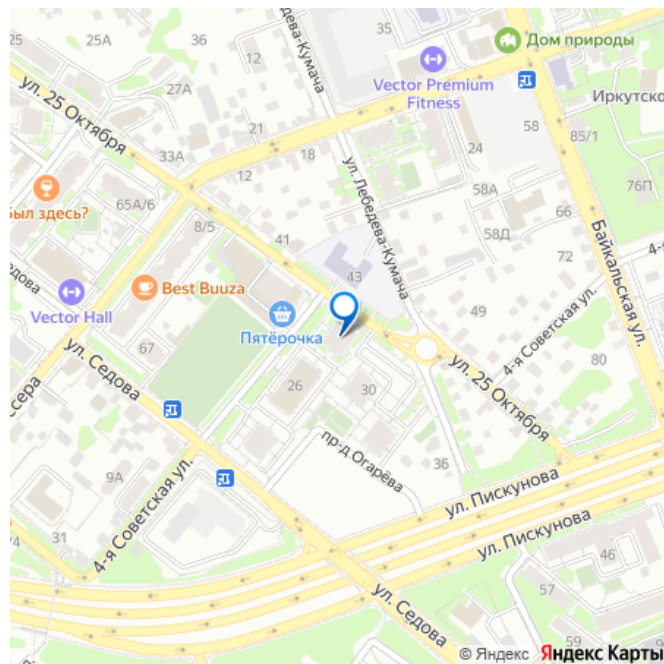 25А
36
12
35
Дом природы
ул. 25 Октября
27А
Vector Premium
Fitness
Иркутско
33А
21
18
12
24
58
85/1
ул. Лебедева-Кумача
был здесь?
65А/6
8/5
41
43
58А
58Д
66
76П
72
Байкальская ул.
Vector Hall
Best Buuza
Пятёрочка
67
49
4-я Советская ул.
80
ул. Седова
26
30
ул. 25 Октября
пр-д Огарёва
36
9А
31
4-я Советская ул.
ул. Пискунова
ул. Пискунова
46
57
59
ул. Седова
© Яндекс Яндекс Карты